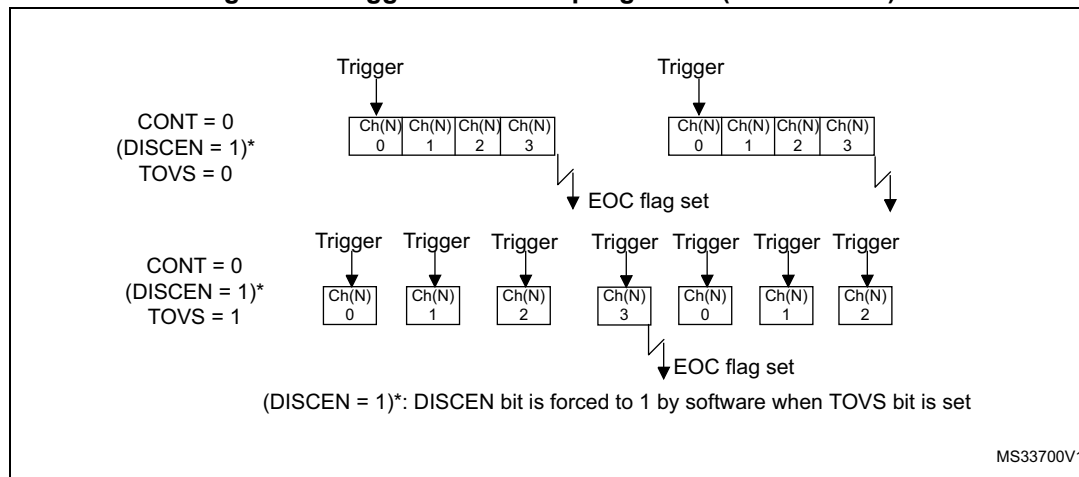 Trigger Trigger
CONT = 0
(DISCEN = 1)*
TOVS = 0
Ch(N) Ch(N) Ch(N) Ch(N) Ch(N) Ch(N) Ch(N) Ch(N)
0 1 2 3 0 1 2 3
EOC flag set
Trigger Trigger Trigger Trigger Trigger Trigger Trigger
CONT = 0
(DISCEN = 1)*
TOVS = 1
Ch(N) Ch(N) Ch(N) Ch(N) Ch(N) Ch(N) Ch(N)
0 1 2 3 0 1 2
EOC flag set
(DISCEN = 1)*: DISCEN bit is forced to 1 by software when TOVS bit is set
MS33700V1